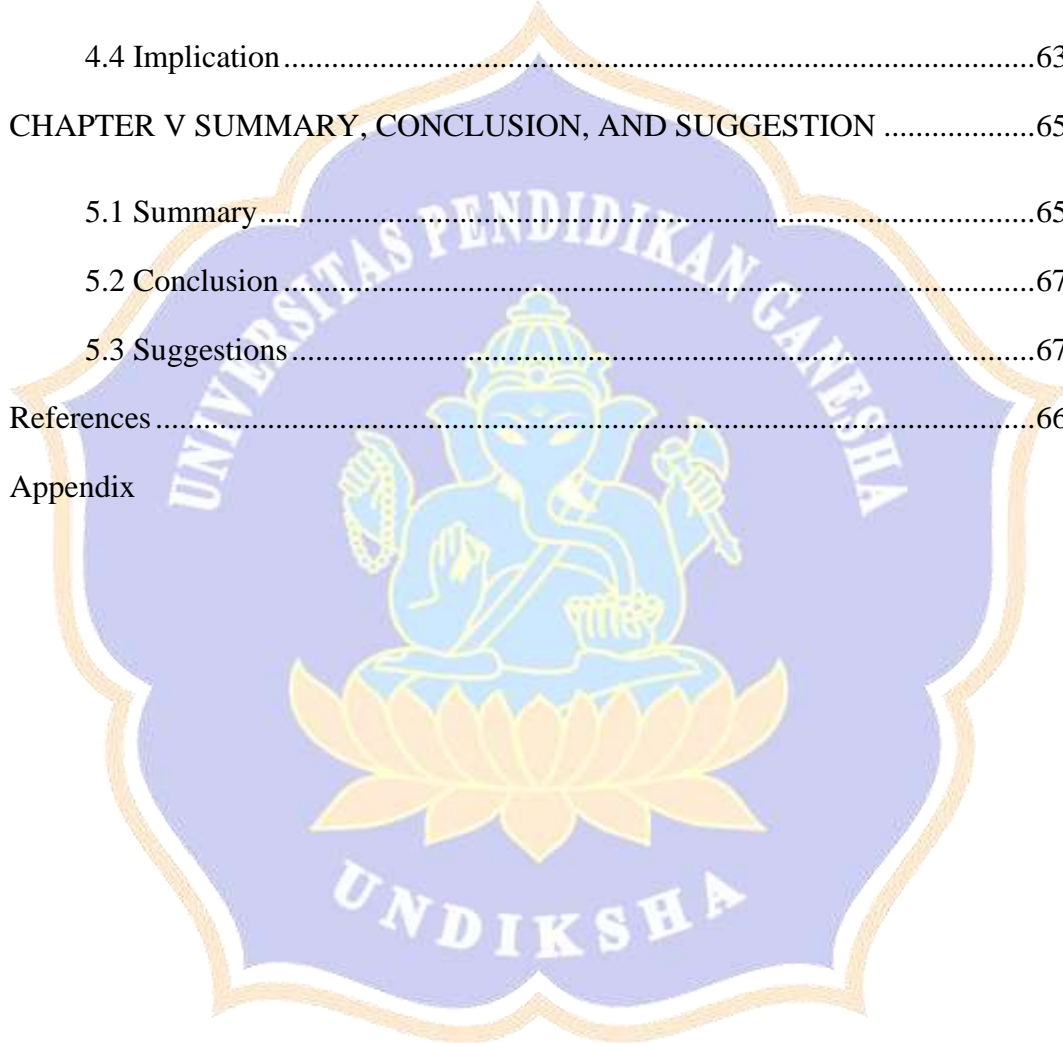 4.4 Implication.......................................................................................63
CHAPTER V SUMMARY, CONCLUSION, AND SUGGESTION ................65
5.1 Summary.........................................................................................65
5.2 Conclusion......................................................................................67
5.3 Suggestions.....................................................................................67
References.............................................................................................66
Appendix
UNIVERSITAS PENDIDIKAN GANESHA
UNDIKSHA